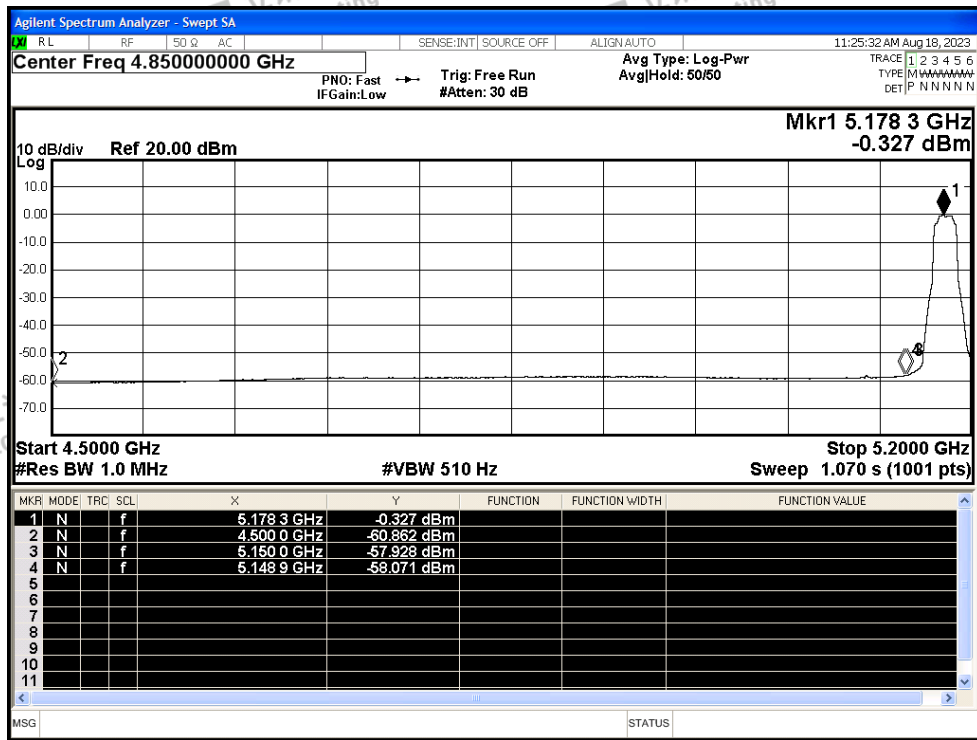 Agilent Spectrum Analyzer - Swept SA
LXI RL RF 50 Ω AC SENSE:INT SOURCE OFF ALIGN AUTO 11:25:32 AM Aug 18, 2023
Center Freq 4.850000000 GHz
PNO: Fast
IFGain:Low
Trig: Free Run
#Atten: 30 dB
Avg Type: Log-Pwr
Avg|Hold: 50/50
TRACE 1 2 3 4 5 6
TYPE M W W W W W
DET P N N N N N
Mkr1 5.178 3 GHz
-0.327 dBm
10 dB/div Ref 20.00 dBm
Log
10.0
0.00
-10.0
-20.0
-30.0
-40.0
-50.0
-60.0
-70.0
1
2
4
Start 4.5000 GHz Stop 5.2000 GHz
#Res BW 1.0 MHz #VBW 510 Hz Sweep 1.070 s (1001 pts)
MKR MODE TRC SCL X Y FUNCTION FUNCTION WIDTH FUNCTION VALUE
1 N f 5.178 3 GHz -0.327 dBm
2 N f 4.500 0 GHz -60.862 dBm
3 N f 5.150 0 GHz -57.928 dBm
4 N f 5.148 9 GHz -58.071 dBm
5
6
7
8
9
10
11
MSG STATUS